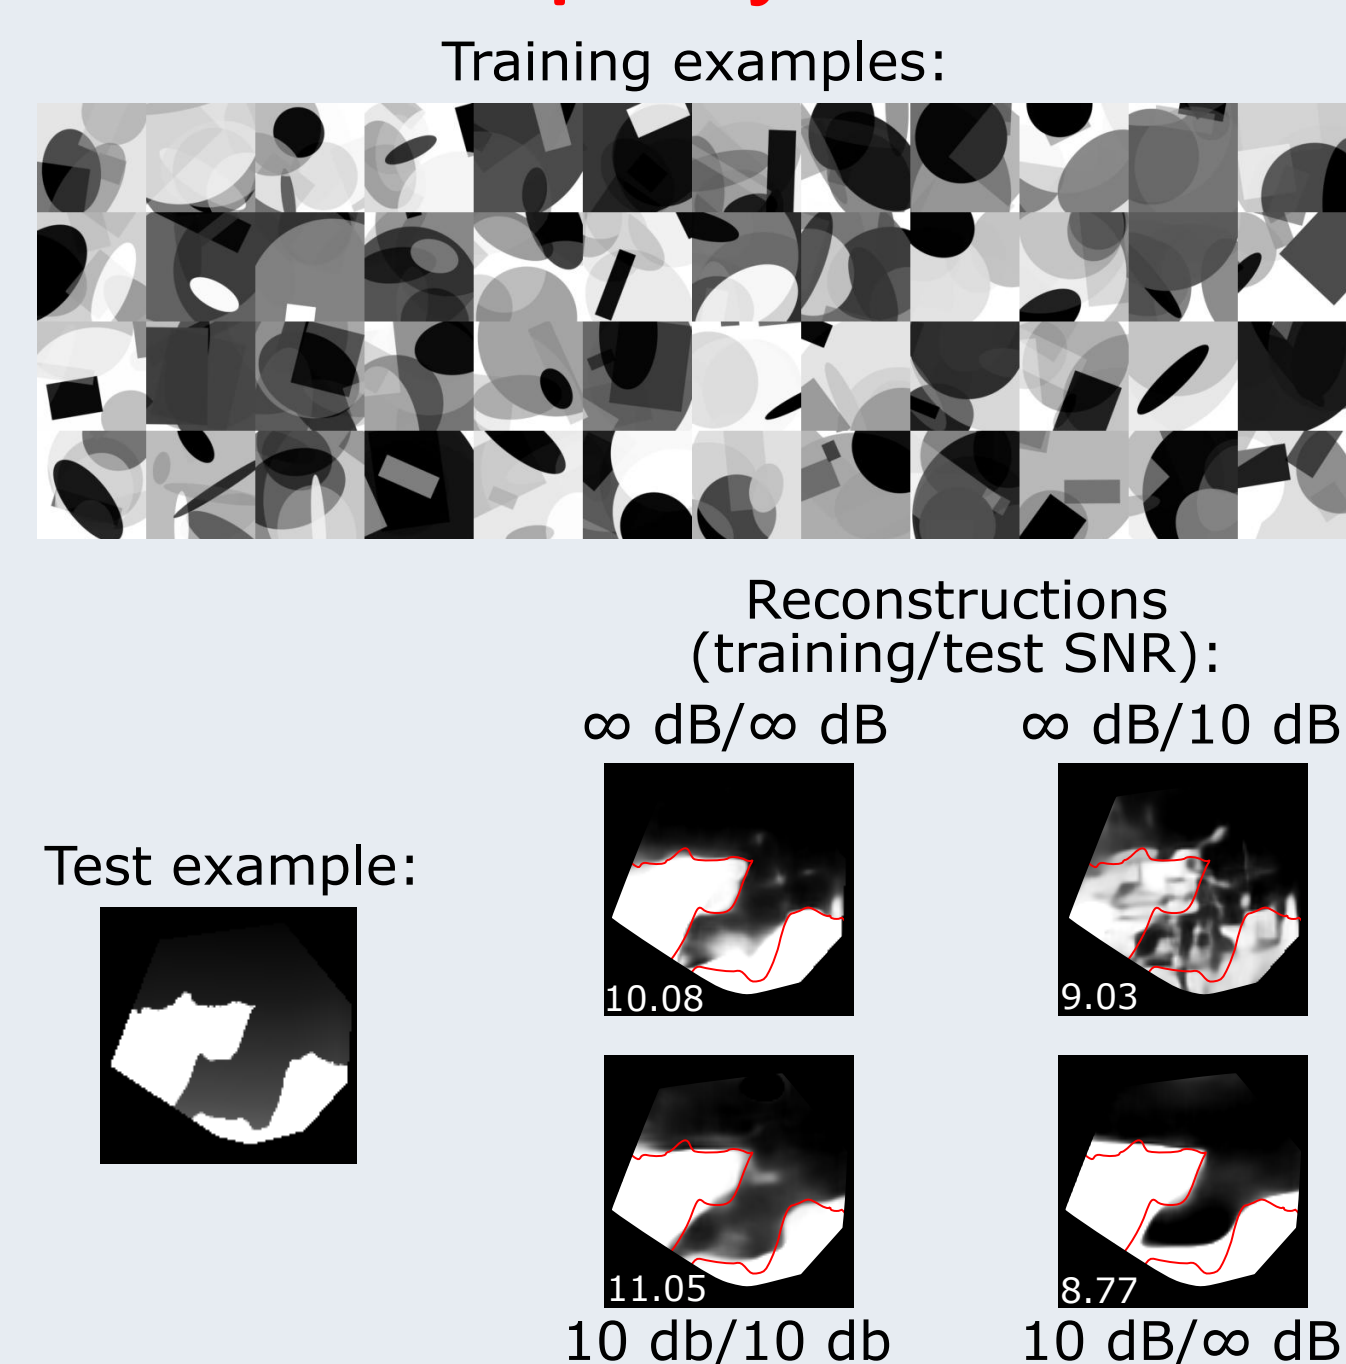 Training examples:
Reconstructions
(training/test SNR):
∞ dB/∞ dB
∞ dB/10 dB
Test example:
10.08
9.03
11.05
8.77
10 db/10 db
10 dB/∞ dB